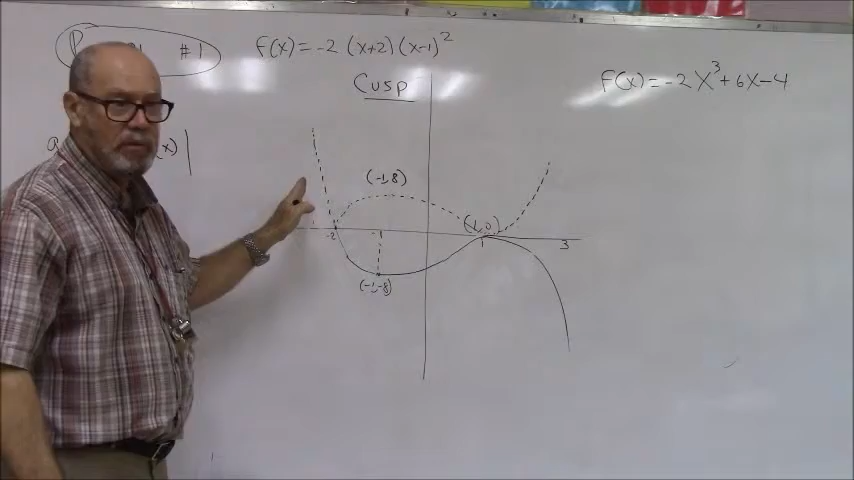 #1
F(x) = -2 (x+2) (x-1)²
Cusp
F(x) = -2x³ + 6x - 4
(x)|
(-1,8)
(1,0)
-2
-1
1
3
(-1,-8)